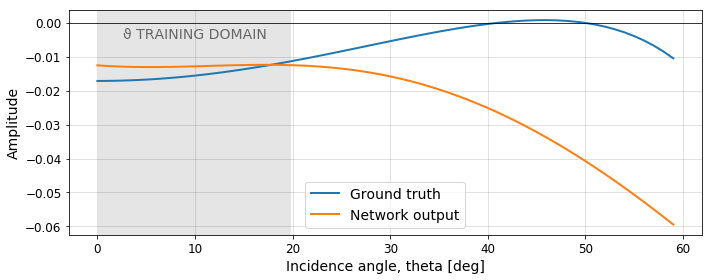 ϑ TRAINING DOMAIN
0.00
−0.01
−0.02
−0.03
−0.04
−0.05
−0.06
Amplitude
Ground truth
Network output
0 10 20 30 40 50 60
Incidence angle, theta [deg]